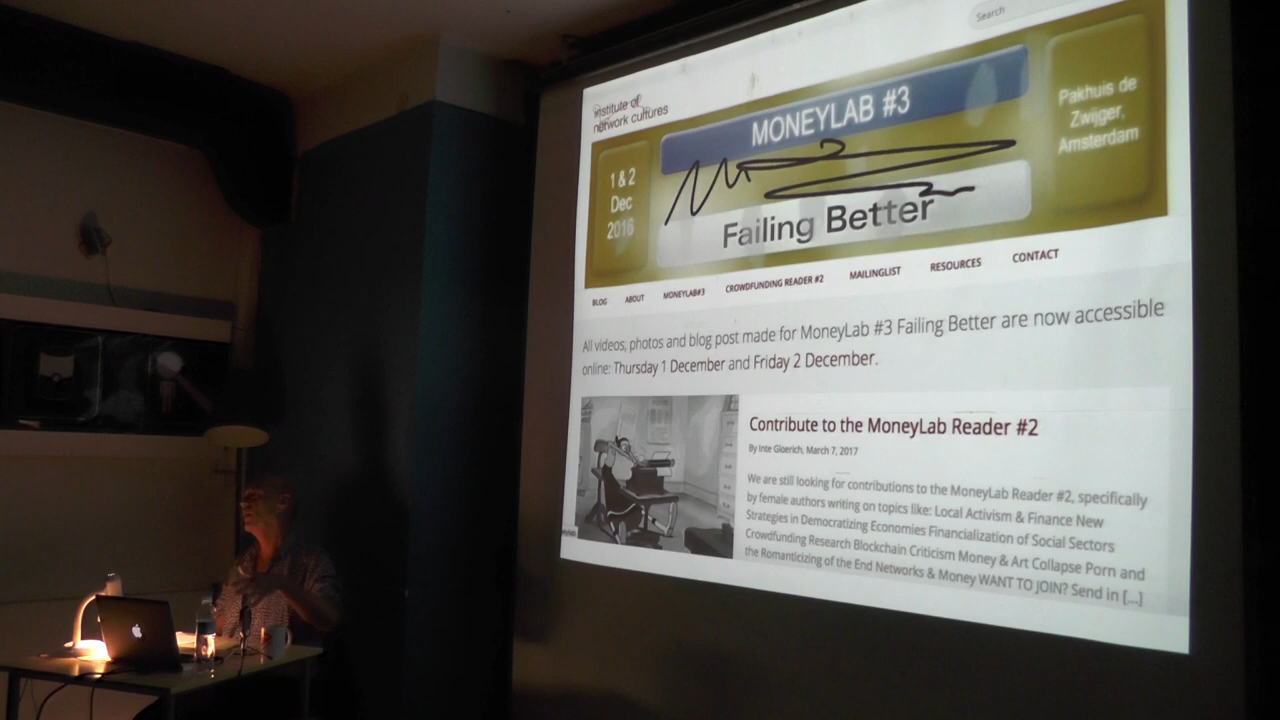 Search
institute of
network cultures
MONEYLAB #3
1 & 2
Dec
2016
Pakhuis de
Zwijger,
Amsterdam
Failing Better
BLOG ABOUT MONEYLAB#3 CROWDFUNDING READER #2 MAILINGLIST RESOURCES CONTACT
All videos, photos and blog post made for MoneyLab #3 Failing Better are now accessible
online: Thursday 1 December and Friday 2 December.
Contribute to the MoneyLab Reader #2
By Inte Gloerich, March 7, 2017
We are still looking for contributions to the MoneyLab Reader #2, specifically
by female authors writing on topics like: Local Activism & Finance New
Strategies in Democratizing Economies Financialization of Social Sectors
Crowdfunding Research Blockchain Criticism Money & Art Collapse Porn and
the Romanticizing of the End Networks & Money WANT TO JOIN? Send in [...]